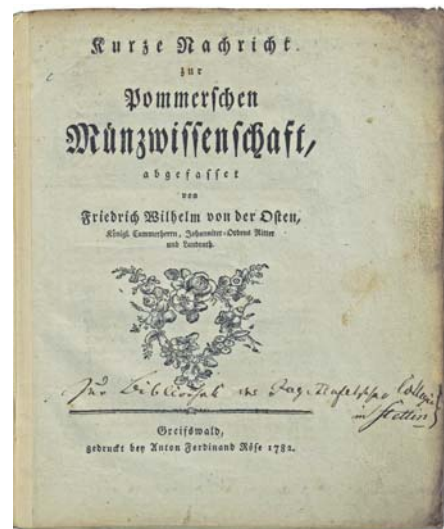 Kurze Nachricht
zur
Pommerschen
Münzwissenschaft,
abgefasset
von
Friedrich Wilhelm von der Osten,
Königl. Cammerherrn, Johanniter-Ordens Ritter
und Landrath.
Zur Bibliothek des
in Stettin
Greifswald,
gedruckt bey Anton Ferdinand Röse 1782.